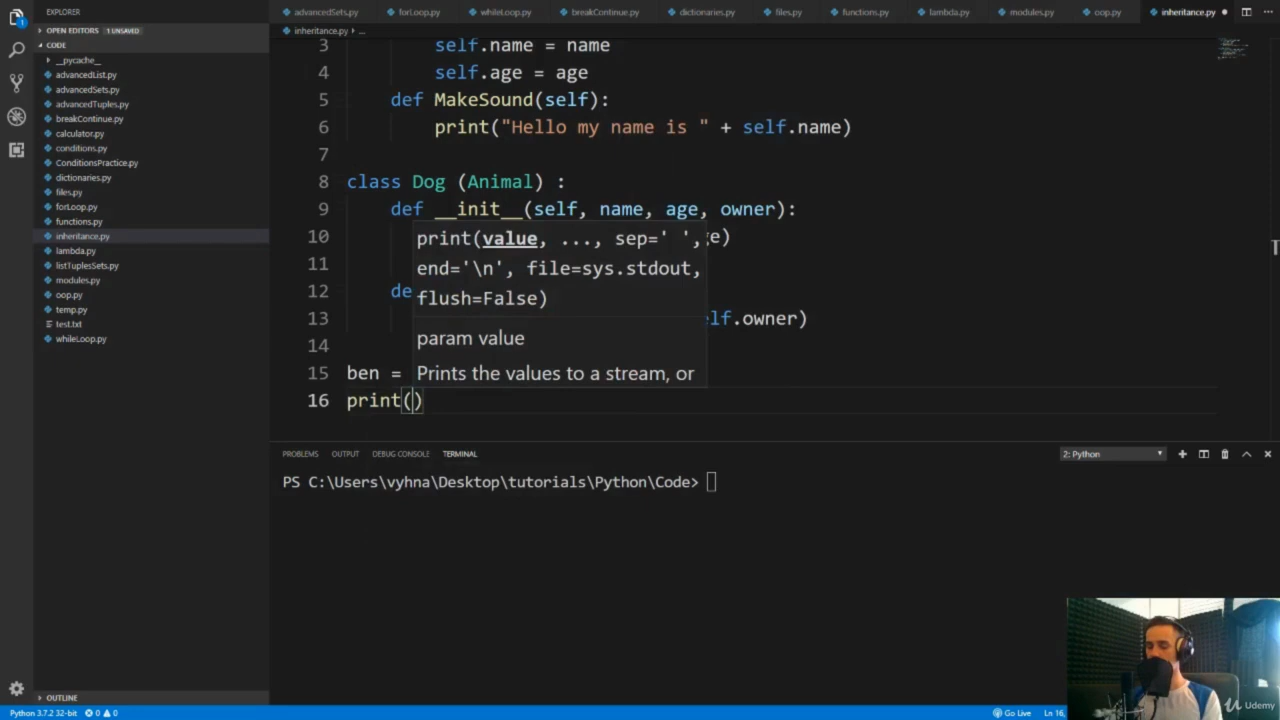 EXPLORER
OPEN EDITORS 1 UNSAVED
CODE
__pycache__
advancedList.py
advancedSets.py
advancedTuples.py
breakContinue.py
calculator.py
conditions.py
ConditionsPractice.py
dictionaries.py
files.py
forLoop.py
functions.py
inheritance.py
lambda.py
listTuplesSets.py
modules.py
oop.py
temp.py
test.txt
whileLoop.py
OUTLINE
advancedSets.py forLoop.py whileLoop.py breakContinue.py dictionaries.py files.py functions.py lambda.py modules.py oop.py inheritance.py
inheritance.py > ...
3 self.name = name
4 self.age = age
5 def MakeSound(self):
6 print("Hello my name is " + self.name)
7
8 class Dog (Animal) :
9 def __init__(self, name, age, owner):
10 ge)
11
12 de
13 elf.owner)
14
15 ben =
16 print()
print(value, ..., sep=' ',
end='\n', file=sys.stdout,
flush=False)
param value
Prints the values to a stream, or
PROBLEMS OUTPUT DEBUG CONSOLE TERMINAL 2: Python
PS C:\Users\vyhna\Desktop\tutorials\Python\Code>
Python 3.7.2 32-bit 0 0 Go Live Ln 16,
Udemy